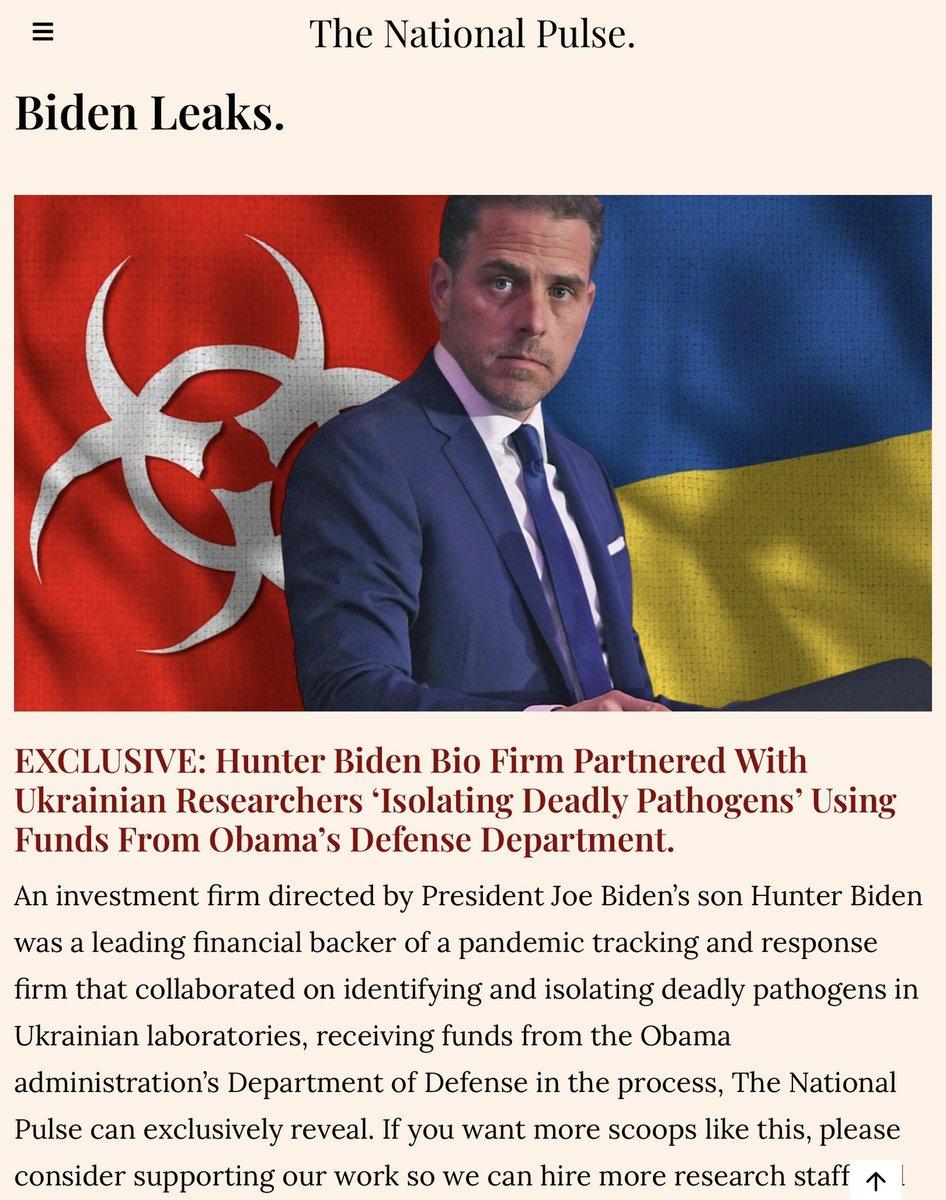 The National Pulse.
Biden Leaks.
EXCLUSIVE: Hunter Biden Bio Firm Partnered With
Ukrainian Researchers ‘Isolating Deadly Pathogens’ Using
Funds From Obama’s Defense Department.
An investment firm directed by President Joe Biden’s son Hunter Biden
was a leading financial backer of a pandemic tracking and response
firm that collaborated on identifying and isolating deadly pathogens in
Ukrainian laboratories, receiving funds from the Obama
administration’s Department of Defense in the process, The National
Pulse can exclusively reveal. If you want more scoops like this, please
consider supporting our work so we can hire more research staff